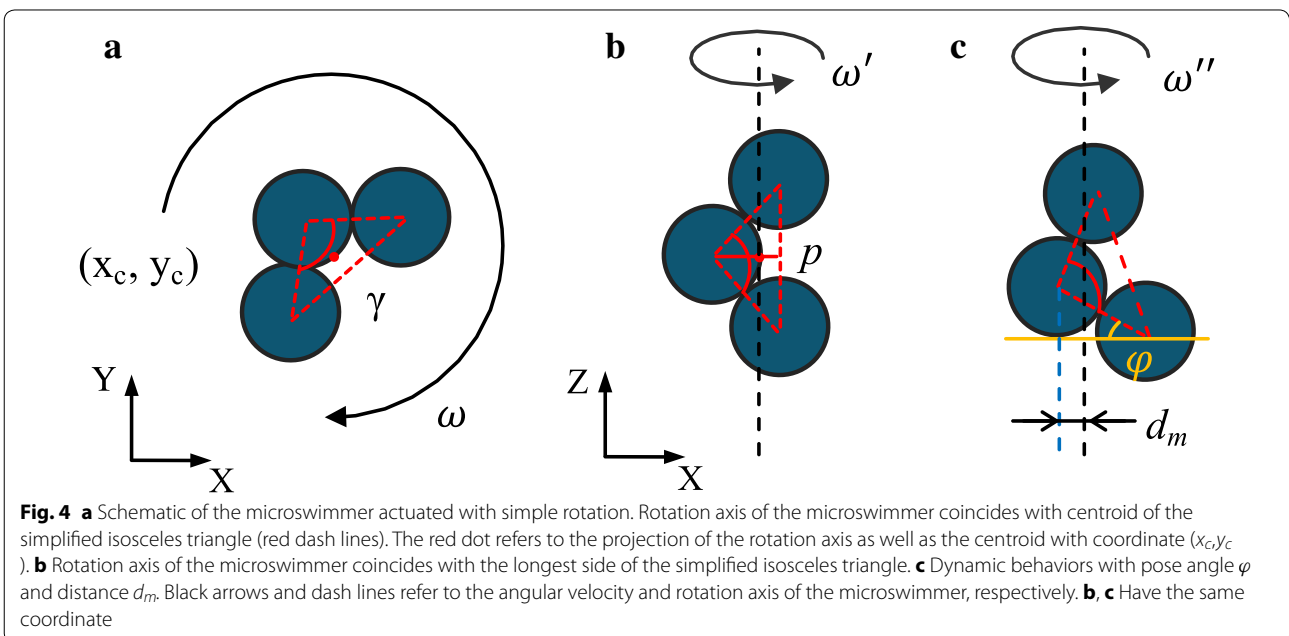 a
b
c
ω′
ω″
(xc, yc)
γ
p
φ
Y
ω
Z
dm
X
X
Fig. 4 a Schematic of the microswimmer actuated with simple rotation. Rotation axis of the microswimmer coincides with centroid of the
simplified isosceles triangle (red dash lines). The red dot refers to the projection of the rotation axis as well as the centroid with coordinate (xc,yc
). b Rotation axis of the microswimmer coincides with the longest side of the simplified isosceles triangle. c Dynamic behaviors with pose angle φ
and distance dm. Black arrows and dash lines refer to the angular velocity and rotation axis of the microswimmer, respectively. b, c Have the same
coordinate